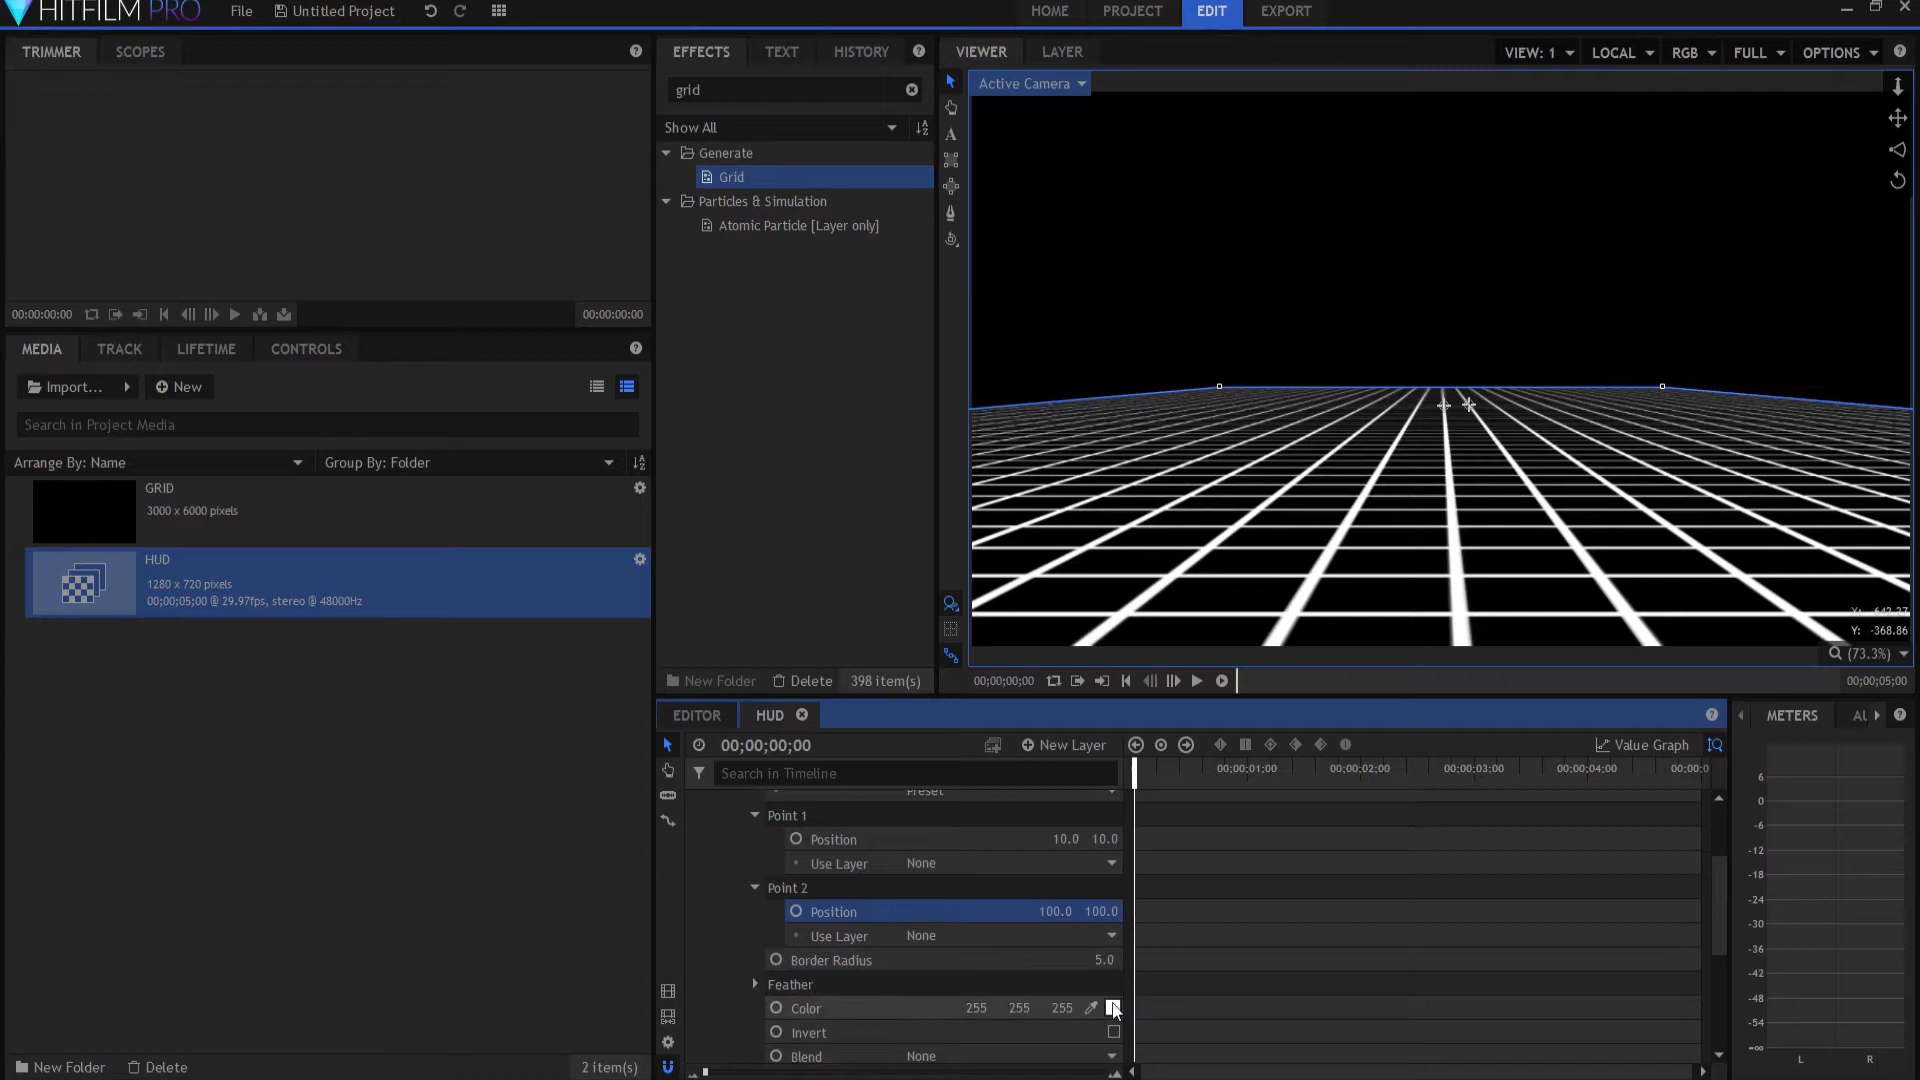 HITFILM PRO
File
Untitled Project
HOME
PROJECT
EDIT
EXPORT
TRIMMER
SCOPES
EFFECTS
TEXT
HISTORY
VIEWER
LAYER
VIEW: 1
LOCAL
RGB
FULL
OPTIONS
grid
Active Camera
Show All
Generate
Grid
Particles & Simulation
Atomic Particle [Layer only]
00:00:00:00
00:00:00:00
MEDIA
TRACK
LIFETIME
CONTROLS
Import...
New
Search in Project Media
Arrange By: Name
Group By: Folder
GRID
3000 x 6000 pixels
HUD
1280 x 720 pixels
00;00;05;00 @ 29.97fps, stereo @ 48000Hz
Y: -368.86
(73.3%)
New Folder
Delete
398 item(s)
00;00;00;00
00;00;05;00
EDITOR
HUD
METERS
00;00;00;00
New Layer
Value Graph
Search in Timeline
00;00;01;00
00;00;02;00
00;00;03;00
00;00;04;00
00;00;0
Preset
Point 1
Position 10.0 10.0
Use Layer None
Point 2
Position 100.0 100.0
Use Layer None
Border Radius 5.0
Feather
Color 255 255 255
Invert
Blend None
6
0
-6
-12
-18
-24
-30
-36
-42
-48
-54
-∞
L R
New Folder
Delete
2 item(s)